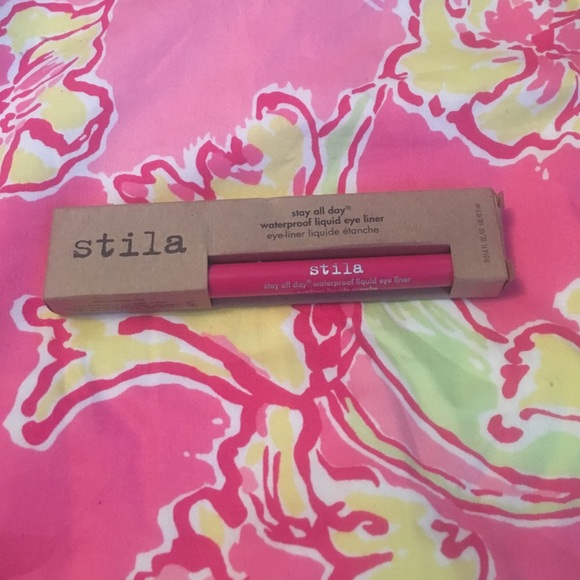 stila
stay all day®
waterproof liquid eye liner
eye-liner liquide étanche
stila
stay all day® waterproof liquid eye liner